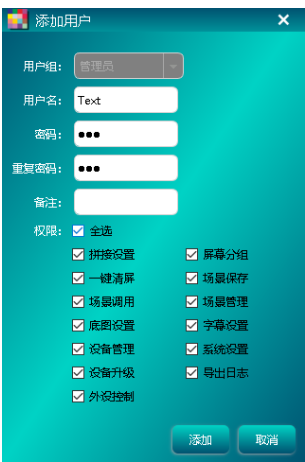 添加用户
用户组: 管理员
用户名: Text
密码: ●●●
重复密码: ●●●
备注:
权限: 全选
拼接设置 屏幕分组
一键清屏 场景保存
场景调用 场景管理
底图设置 字幕设置
设备管理 系统设置
设备升级 导出日志
外设控制
添加 取消